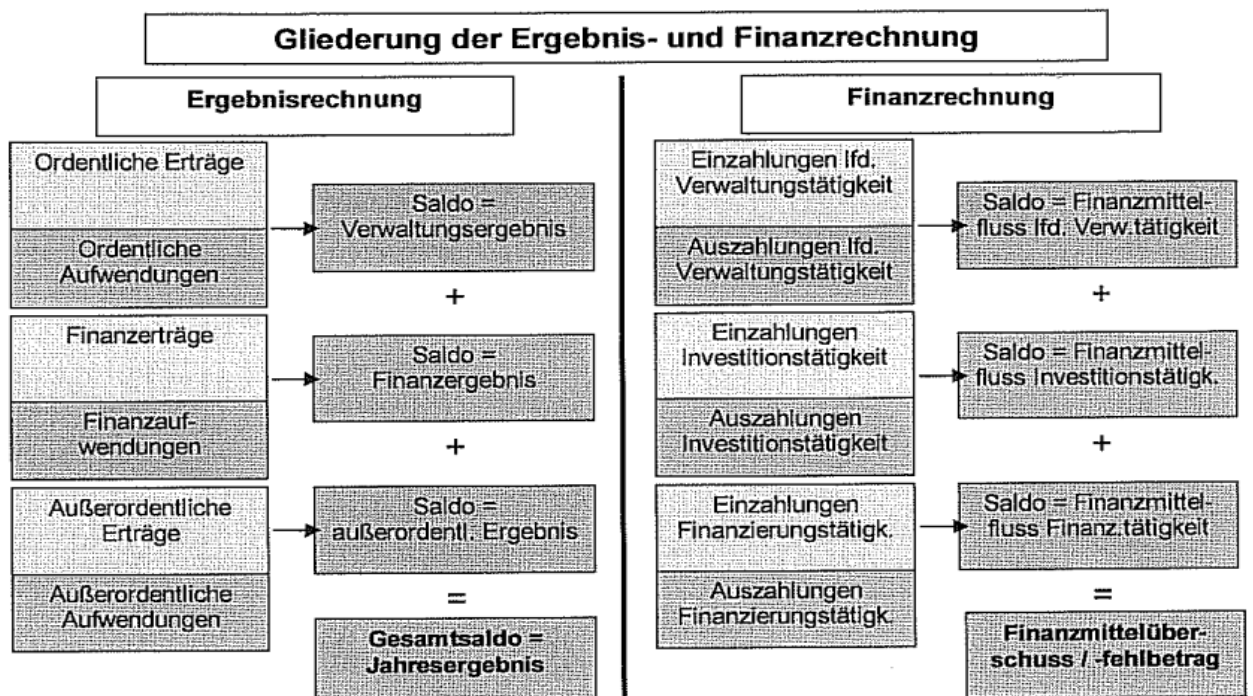 Gliederung der Ergebnis- und Finanzrechnung
Ergebnisrechnung
Ordentliche Erträge
Ordentliche
Aufwendungen
Saldo =
Verwaltungsergebnis
+
Finanzerträge
Finanzauf-
wendungen
Saldo =
Finanzergebnis
+
Außerordentliche
Erträge
Außerordentliche
Aufwendungen
Saldo =
außerordentl. Ergebnis
=
Gesamtsaldo =
Jahresergebnis
Finanzrechnung
Einzahlungen lfd.
Verwaltungstätigkeit
Auszahlungen lfd.
Verwaltungstätigkeit
Saldo = Finanzmittel-
fluss lfd. Verw.tätigkeit
+
Einzahlungen
Investitionstätigkeit
Auszahlungen
Investitionstätigkeit
Saldo = Finanzmittel-
fluss Investitionstätigk.
+
Einzahlungen
Finanzierungstätigk.
Auszahlungen
Finanzierungstätigk.
Saldo = Finanzmittel-
fluss Finanz.tätigkeit
=
Finanzmittelüber-
schuss / -fehlbetrag